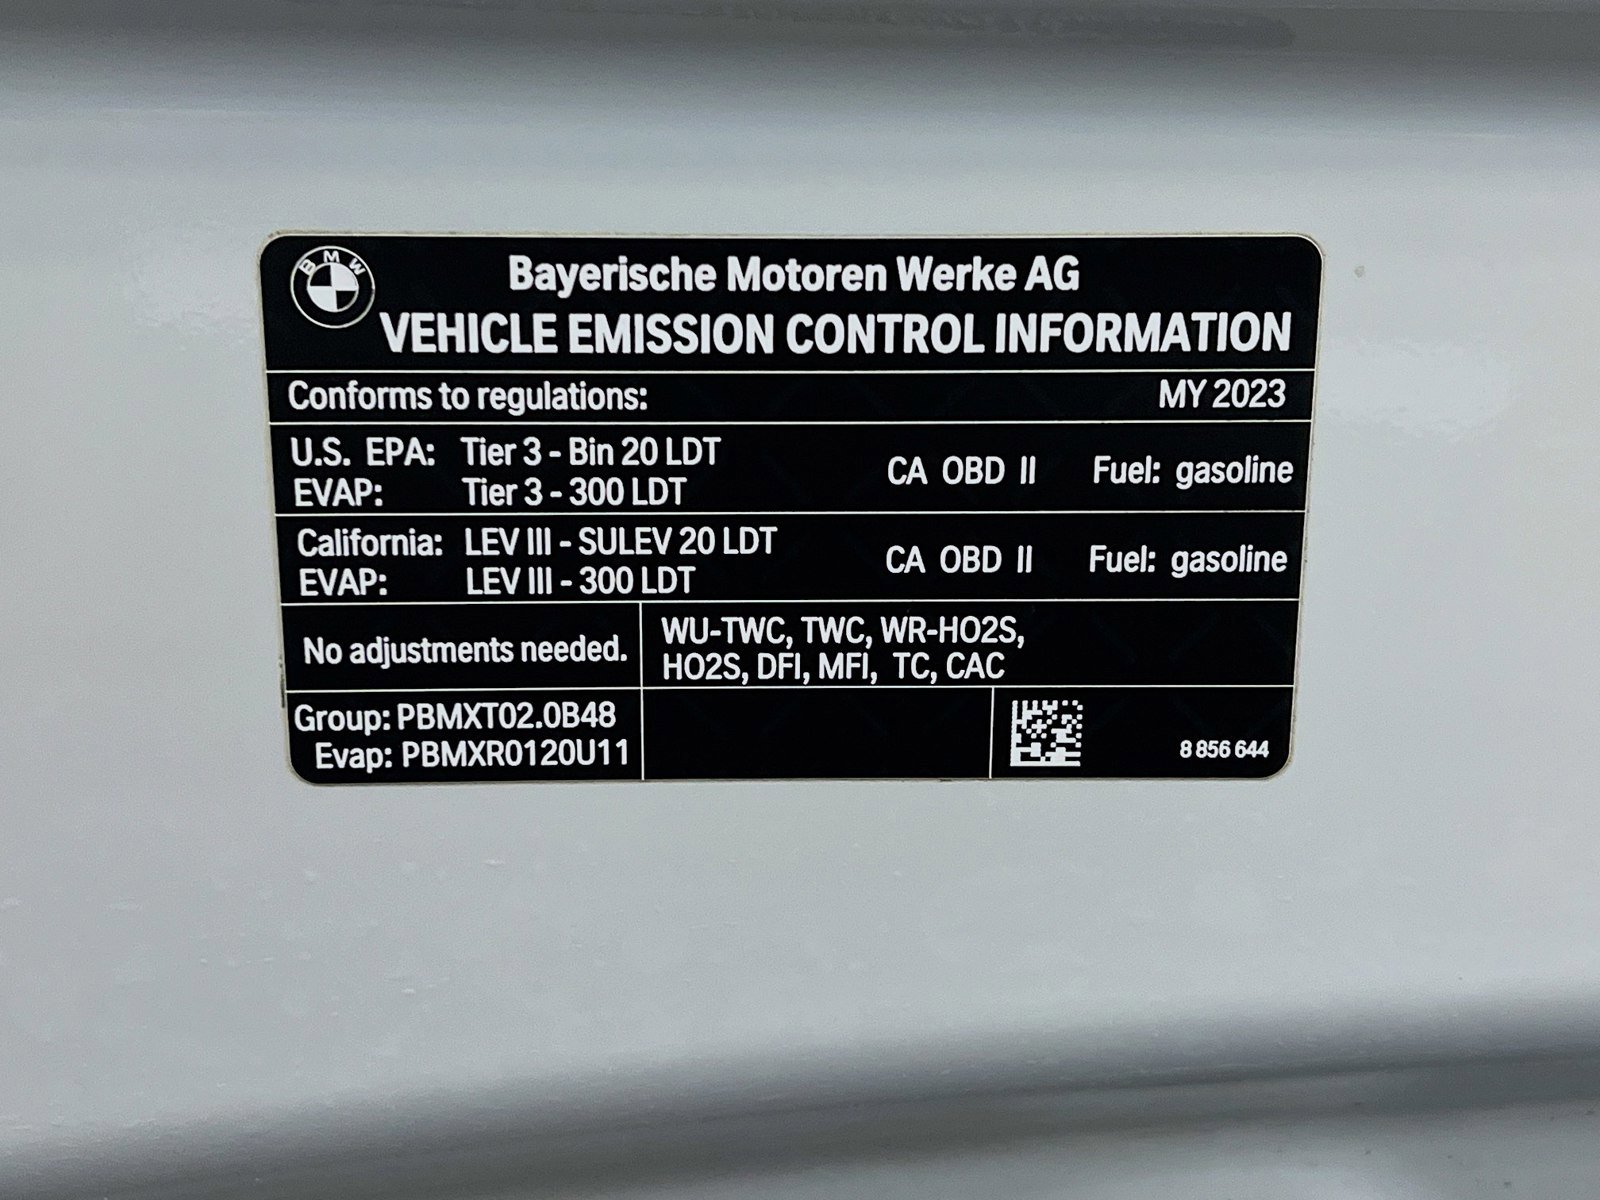 BMW
Bayerische Motoren Werke AG
VEHICLE EMISSION CONTROL INFORMATION
Conforms to regulations: MY 2023
U.S. EPA: Tier 3 - Bin 20 LDT
EVAP: Tier 3 - 300 LDT
CA OBD II Fuel: gasoline
California: LEV III - SULEV 20 LDT
EVAP: LEV III - 300 LDT
CA OBD II Fuel: gasoline
No adjustments needed.
WU-TWC, TWC, WR-HO2S,
HO2S, DFI, MFI, TC, CAC
Group: PBMXT02.0B48
Evap: PBMXR0120U11
8 856 644